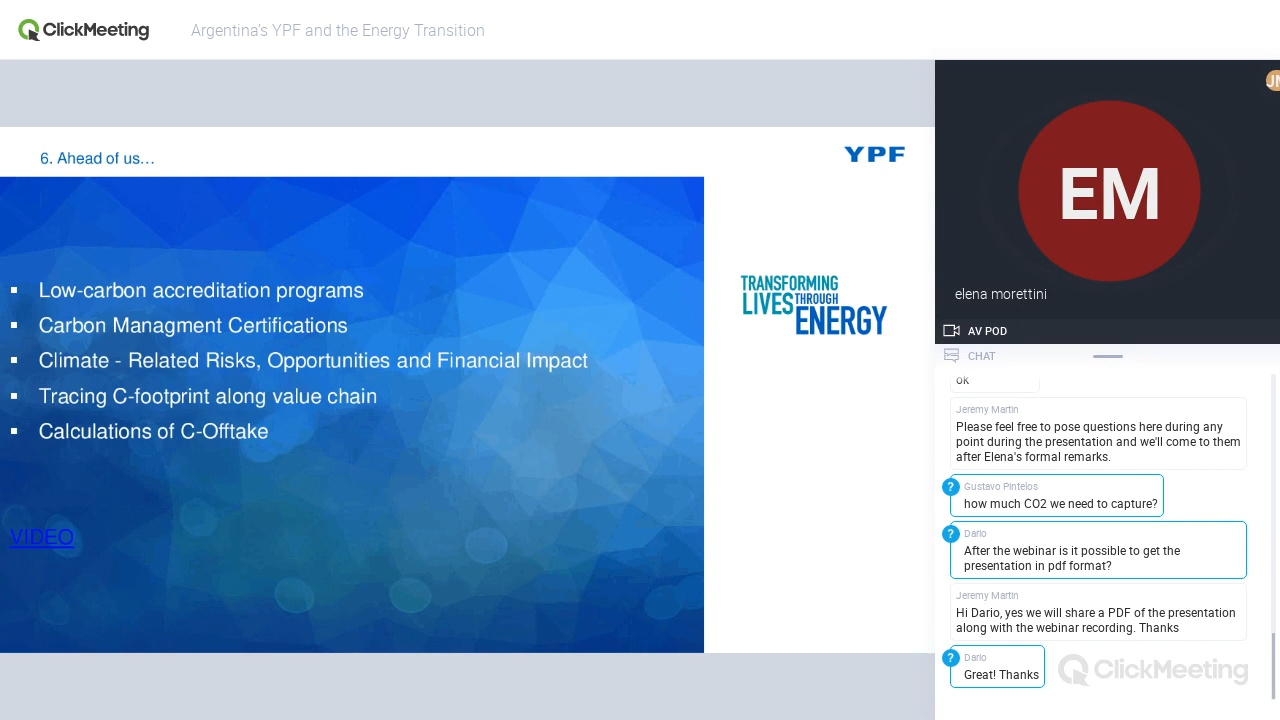 ClickMeeting
Argentina's YPF and the Energy Transition
6. Ahead of us...
YPF
Low-carbon accreditation programs
Carbon Managment Certifications
Climate - Related Risks, Opportunities and Financial Impact
Tracing C-footprint along value chain
Calculations of C-Offtake
VIDEO
TRANSFORMING
LIVES THROUGH
ENERGY
JM
EM
elena morettini
AV POD
CHAT
ok
Jeremy Martin
Please feel free to pose questions here during any
point during the presentation and we'll come to them
after Elena's formal remarks.
?
Gustavo Pintelos
how much CO2 we need to capture?
?
Dario
After the webinar is it possible to get the
presentation in pdf format?
Jeremy Martin
Hi Dario, yes we will share a PDF of the presentation
along with the webinar recording. Thanks
?
Dario
Great! Thanks
ClickMeeting